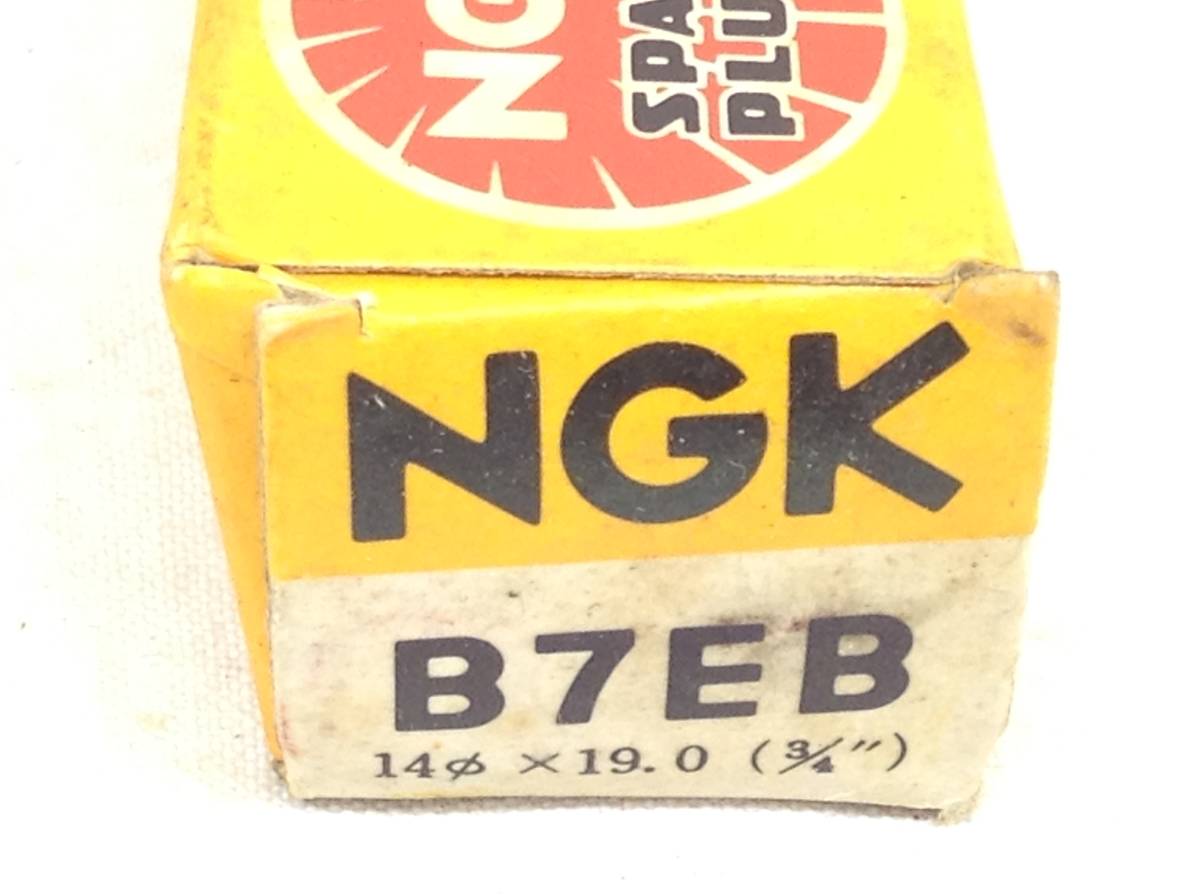 NGK
B7EB
14φ ×19.0 (¾")